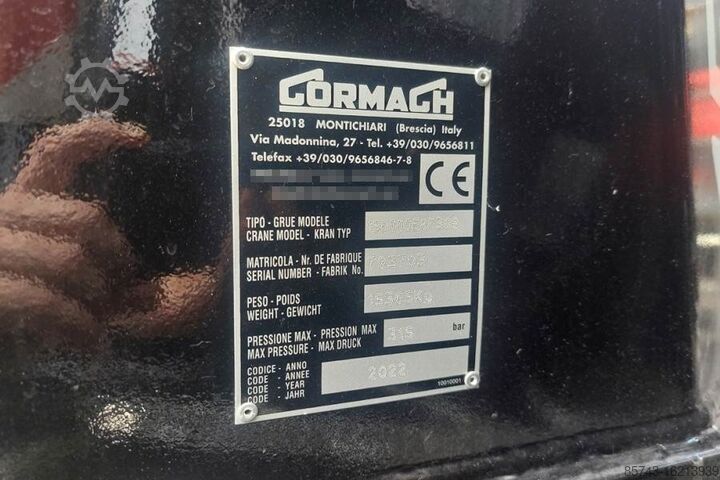 CORMACH
25018 MONTICHIARI (Brescia) Italy
Via Madonnina, 27 - Tel. +39/030/9656811
Telefax +39/030/9656846-7-8
CE
TIPO - GRUE MODELE
CRANE MODEL - KRAN TYP
MATRICOLA - Nr. DE FABRIQUE
SERIAL NUMBER - FABRIK No.
PESO - POIDS
WEIGHT - GEWICHT
PRESSIONE MAX - PRESSION MAX 315 bar
MAX PRESSURE - MAX DRUCK
CODICE - ANNO 2022
CODE - ANNEE
CODE - YEAR
CODE - JAHR
10010001
85743-16213939